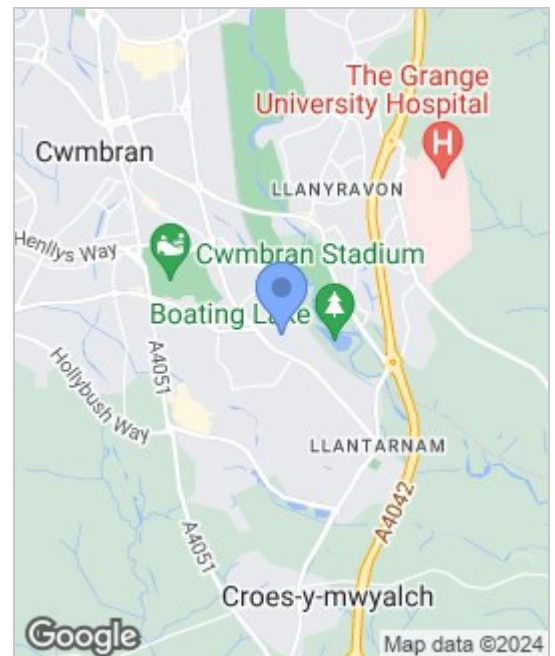 The Grange
University Hospital
H
Cwmbran
LLANYRAVON
Henllys Way
Cwmbran Stadium
Boating Lake
Hollybush Way
A4051
LLANTARNAM
A4042
A4051
Croes-y-mwyalch
Google
Map data ©2024